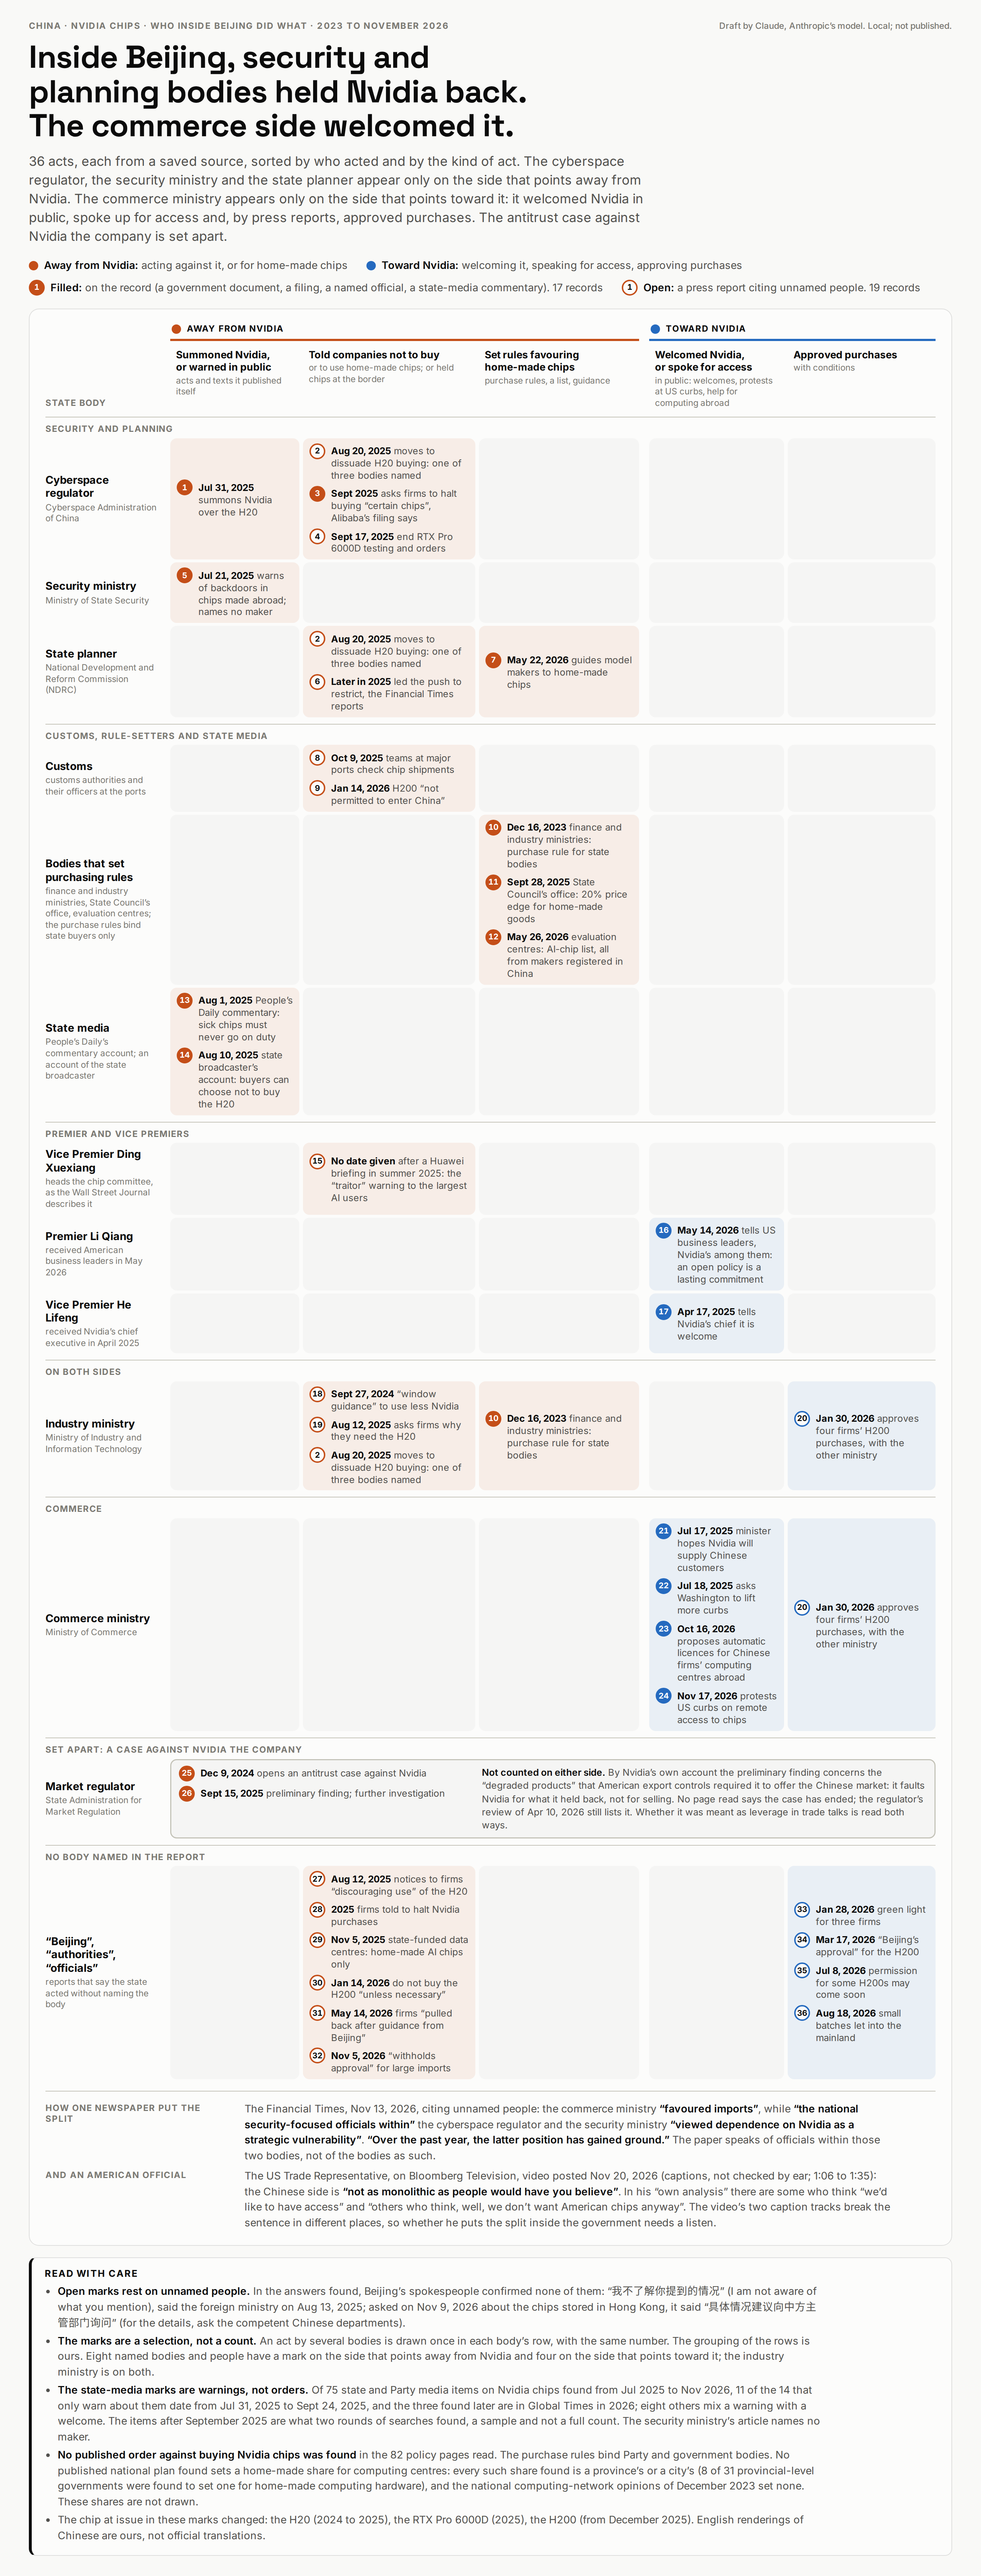 CHINA · NVIDIA CHIPS · WHO INSIDE BEIJING DID WHAT · 2023 TO NOVEMBER 2026
Draft by Claude, Anthropic's model. Local; not published.
Inside Beijing, security and
planning bodies held Nvidia back.
The commerce side welcomed it.
36 acts, each from a saved source, sorted by who acted and by the kind of act. The cyberspace
regulator, the security ministry and the state planner appear only on the side that points away from
Nvidia. The commerce ministry appears only on the side that points toward it: it welcomed Nvidia in
public, spoke up for access and, by press reports, approved purchases. The antitrust case against
Nvidia the company is set apart.
Away from Nvidia: acting against it, or for home-made chips
Toward Nvidia: welcoming it, speaking for access, approving purchases
1 Filled: on the record (a government document, a filing, a named official, a state-media commentary). 17 records
1 Open: a press report citing unnamed people. 19 records
AWAY FROM NVIDIA
TOWARD NVIDIA
STATE BODY
Summoned Nvidia,
or warned in public
acts and texts it published
itself
Told companies not to buy
or to use home-made chips; or held
chips at the border
Set rules favouring
home-made chips
purchase rules, a list, guidance
Welcomed Nvidia,
or spoke for access
in public: welcomes, protests
at US curbs, help for
computing abroad
Approved purchases
with conditions
SECURITY AND PLANNING
Cyberspace
regulator
Cyberspace Administration
of China
1 Jul 31, 2025
summons Nvidia
over the H20
2 Aug 20, 2025 moves to
dissuade H20 buying: one of
three bodies named
3 Sept 2025 asks firms to halt
buying “certain chips”,
Alibaba’s filing says
4 Sept 17, 2025 end RTX Pro
6000D testing and orders
Security ministry
Ministry of State Security
5 Jul 21, 2025 warns
of backdoors in
chips made abroad;
names no maker
State planner
National Development and
Reform Commission
(NDRC)
2 Aug 20, 2025 moves to
dissuade H20 buying: one of
three bodies named
6 Later in 2025 led the push to
restrict, the Financial Times
reports
7 May 22, 2026 guides model
makers to home-made
chips
CUSTOMS, RULE-SETTERS AND STATE MEDIA
Customs
customs authorities and
their officers at the ports
8 Oct 9, 2025 teams at major
ports check chip shipments
9 Jan 14, 2026 H200 “not
permitted to enter China”
Bodies that set
purchasing rules
finance and industry
ministries, State Council’s
office, evaluation centres;
the purchase rules bind
state buyers only
10 Dec 16, 2023 finance and
industry ministries:
purchase rule for state
bodies
11 Sept 28, 2025 State
Council’s office: 20% price
edge for home-made
goods
12 May 26, 2026 evaluation
centres: AI-chip list, all
from makers registered in
China
State media
People’s Daily’s
commentary account; an
account of the state
broadcaster
13 Aug 1, 2025 People’s
Daily commentary:
sick chips must
never go on duty
14 Aug 10, 2025 state
broadcaster’s
account: buyers can
choose not to buy
the H20
PREMIER AND VICE PREMIERS
Vice Premier Ding
Xuexiang
heads the chip committee,
as the Wall Street Journal
describes it
15 No date given after a Huawei
briefing in summer 2025: the
“traitor” warning to the largest
AI users
Premier Li Qiang
received American
business leaders in May
2026
16 May 14, 2026 tells US
business leaders,
Nvidia’s among them:
an open policy is a
lasting commitment
Vice Premier He
Lifeng
received Nvidia’s chief
executive in April 2025
17 Apr 17, 2025 tells
Nvidia’s chief it is
welcome
ON BOTH SIDES
Industry ministry
Ministry of Industry and
Information Technology
18 Sept 27, 2024 “window
guidance” to use less Nvidia
19 Aug 12, 2025 asks firms why
they need the H20
2 Aug 20, 2025 moves to
dissuade H20 buying: one of
three bodies named
10 Dec 16, 2023 finance and
industry ministries:
purchase rule for state
bodies
20 Jan 30, 2026 approves
four firms’ H200
purchases, with the
other ministry
COMMERCE
Commerce ministry
Ministry of Commerce
21 Jul 17, 2025 minister
hopes Nvidia will
supply Chinese
customers
22 Jul 18, 2025 asks
Washington to lift
more curbs
23 Oct 16, 2026
proposes automatic
licences for Chinese
firms’ computing
centres abroad
24 Nov 17, 2026 protests
US curbs on remote
access to chips
20 Jan 30, 2026 approves
four firms’ H200
purchases, with the
other ministry
SET APART: A CASE AGAINST NVIDIA THE COMPANY
Market regulator
State Administration for
Market Regulation
25 Dec 9, 2024 opens an antitrust case against Nvidia
26 Sept 15, 2025 preliminary finding; further investigation
Not counted on either side. By Nvidia’s own account the preliminary finding concerns the
“degraded products” that American export controls required it to offer the Chinese market: it faults
Nvidia for what it held back, not for selling. No page read says the case has ended; the regulator’s
review of Apr 10, 2026 still lists it. Whether it was meant as leverage in trade talks is read both
ways.
NO BODY NAMED IN THE REPORT
“Beijing”,
“authorities”,
“officials”
reports that say the state
acted without naming the
body
27 Aug 12, 2025 notices to firms
“discouraging use” of the H20
28 2025 firms told to halt Nvidia
purchases
29 Nov 5, 2025 state-funded data
centres: home-made AI chips
only
30 Jan 14, 2026 do not buy the
H200 “unless necessary”
31 May 14, 2026 firms “pulled
back after guidance from
Beijing”
32 Nov 5, 2026 “withholds
approval” for large imports
33 Jan 28, 2026 green light
for three firms
34 Mar 17, 2026 “Beijing’s
approval” for the H200
35 Jul 8, 2026 permission
for some H200s may
come soon
36 Aug 18, 2026 small
batches let into the
mainland
HOW ONE NEWSPAPER PUT THE
SPLIT
The Financial Times, Nov 13, 2026, citing unnamed people: the commerce ministry “favoured imports”, while “the national
security-focused officials within” the cyberspace regulator and the security ministry “viewed dependence on Nvidia as a
strategic vulnerability”. “Over the past year, the latter position has gained ground.” The paper speaks of officials within those
two bodies, not of the bodies as such.
AND AN AMERICAN OFFICIAL
The US Trade Representative, on Bloomberg Television, video posted Nov 20, 2026 (captions, not checked by ear; 1:06 to 1:35):
the Chinese side is “not as monolithic as people would have you believe”. In his “own analysis” there are some who think “we’d
like to have access” and “others who think, well, we don’t want American chips anyway”. The video’s two caption tracks break the
sentence in different places, so whether he puts the split inside the government needs a listen.
READ WITH CARE
• Open marks rest on unnamed people. In the answers found, Beijing’s spokespeople confirmed none of them: “我不了解你提到的情况” (I am not aware of
what you mention), said the foreign ministry on Aug 13, 2025; asked on Nov 9, 2026 about the chips stored in Hong Kong, it said “具体情况建议向中方主
管部门询问” (for the details, ask the competent Chinese departments).
• The marks are a selection, not a count. An act by several bodies is drawn once in each body’s row, with the same number. The grouping of the rows is
ours. Eight named bodies and people have a mark on the side that points away from Nvidia and four on the side that points toward it; the industry
ministry is on both.
• The state-media marks are warnings, not orders. Of 75 state and Party media items on Nvidia chips found from Jul 2025 to Nov 2026, 11 of the 14 that
only warn about them date from Jul 31, 2025 to Sept 24, 2025, and the three found later are in Global Times in 2026; eight others mix a warning with a
welcome. The items after September 2025 are what two rounds of searches found, a sample and not a full count. The security ministry’s article names no
maker.
• No published order against buying Nvidia chips was found in the 82 policy pages read. The purchase rules bind Party and government bodies. No
published national plan found sets a home-made share for computing centres: every such share found is a province’s or a city’s (8 of 31 provincial-level
governments were found to set one for home-made computing hardware), and the national computing-network opinions of December 2023 set none.
These shares are not drawn.
• The chip at issue in these marks changed: the H20 (2024 to 2025), the RTX Pro 6000D (2025), the H200 (from December 2025). English renderings of
Chinese are ours, not official translations.